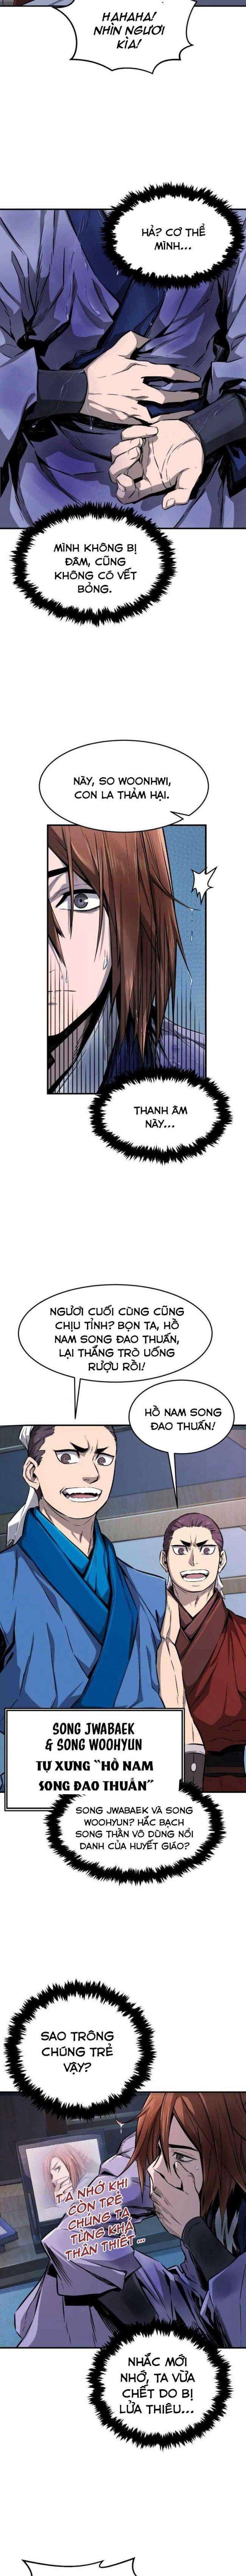 HAHAHA!
NHÌN NGƯƠI
KÌA!
HẢ? CƠ THỂ
MÌNH...
MÌNH KHÔNG BỊ
ĐÂM, CŨNG
KHÔNG CÓ VẾT
BỎNG.
NÀY, SO WOONHWI,
CON LA THẢM HẠI.
THANH ÂM
NÀY...
NGƯƠI CUỐI CÙNG CŨNG
CHỊU TỈNH? BỌN TA, HỒ
NAM SONG ĐAO THUẤN,
LẠI THẮNG TRÒ UỐNG
RƯỢU RỒI!
HỒ NAM SONG
ĐAO THUẤN!
SONG JWABAEK
& SONG WOOHYUN
TỰ XƯNG "HỒ NAM
SONG ĐAO THUẤN"
SONG JWABAEK VÀ SONG
WOOHYUN? HẮC BẠCH
SONG THẦN VÔ DÙNG NỔI
DANH CỦA HUYẾT GIÁO?
SAO TRÔNG
CHÚNG TRẺ
VẬY?
TA NHỚ KHI
CÒN TRẺ
CHÚNG TA
TỪNG KHÁ
THÂN THIẾT...
NHẮC MỚI
NHỚ, TA VỪA
CHẾT DO BỊ
LỬA THIÊU...